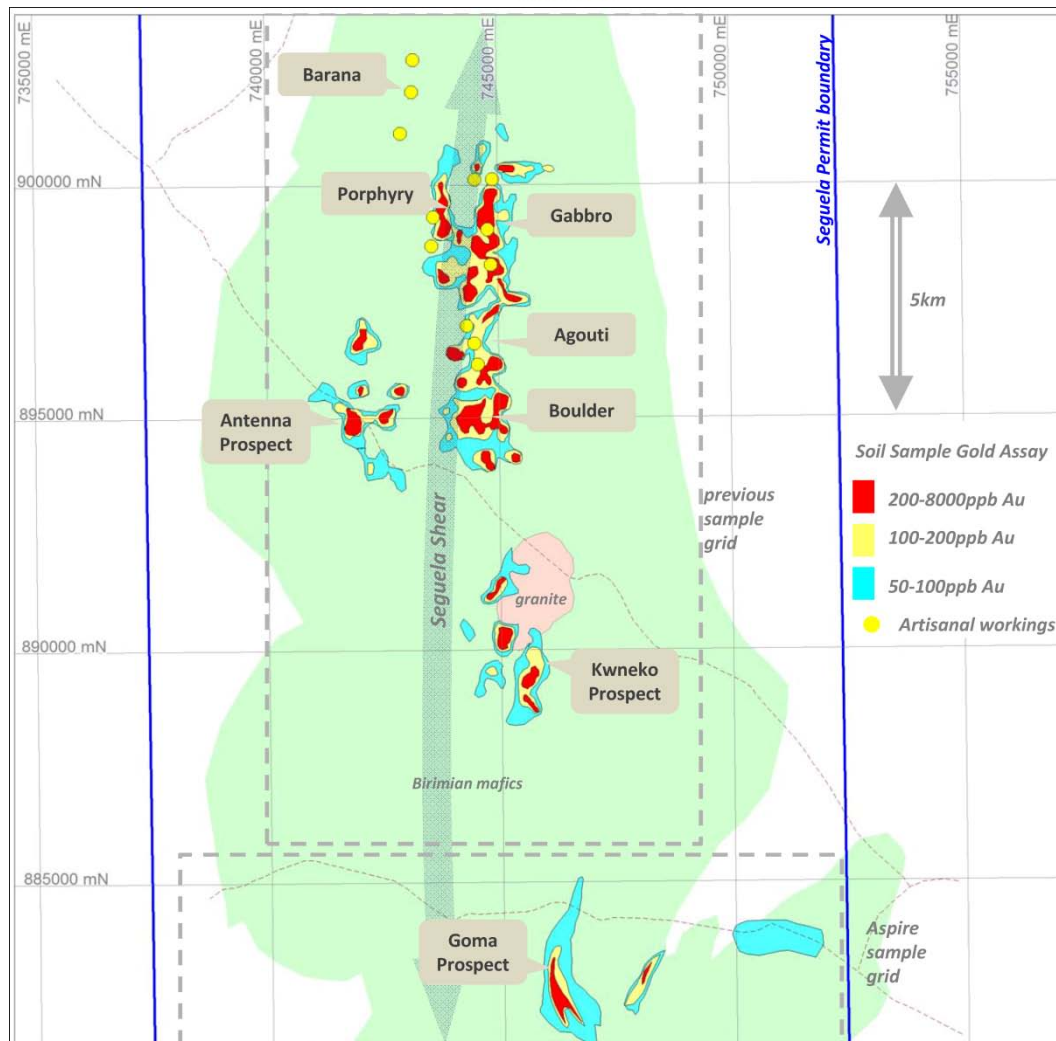 735000 mE
740000 mE
745000 mE
750000 mE
755000 mE
Barana
Seguela Permit boundary
900000 mN
Porphyry
Gabbro
5km
Agouti
895000 mN
Antenna
Prospect
Boulder
Soil Sample Gold Assay
200-8000ppb Au
100-200ppb Au
50-100ppb Au
Artisanal workings
previous
sample
grid
Seguela Shear
granite
890000 mN
Kwneko
Prospect
Birimian mafics
885000 mN
Goma
Prospect
Aspire
sample
grid